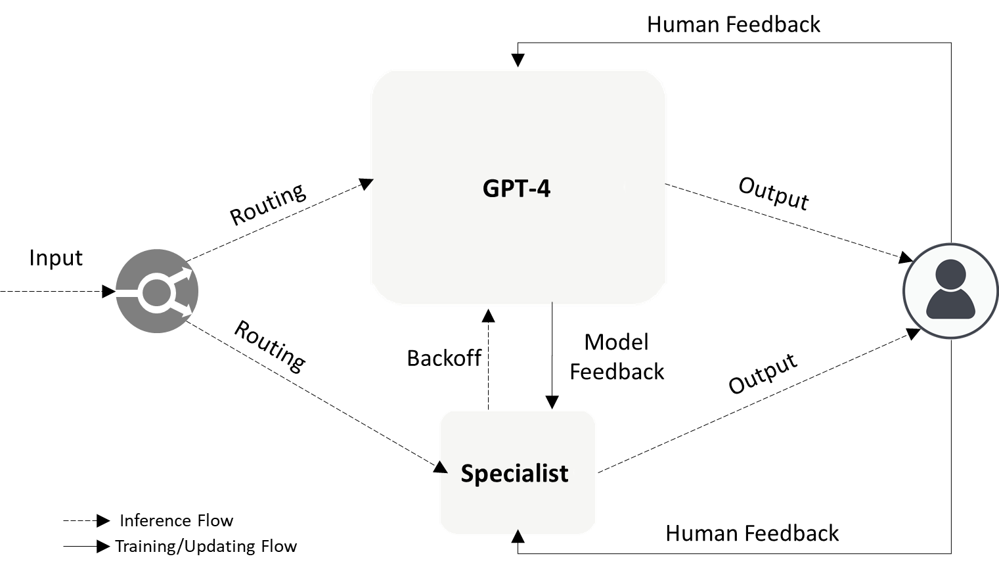 Human Feedback
GPT-4
Routing
Output
Input
Routing
Backoff
Model
Feedback
Output
Specialist
Inference Flow
Human Feedback
Training/Updating Flow